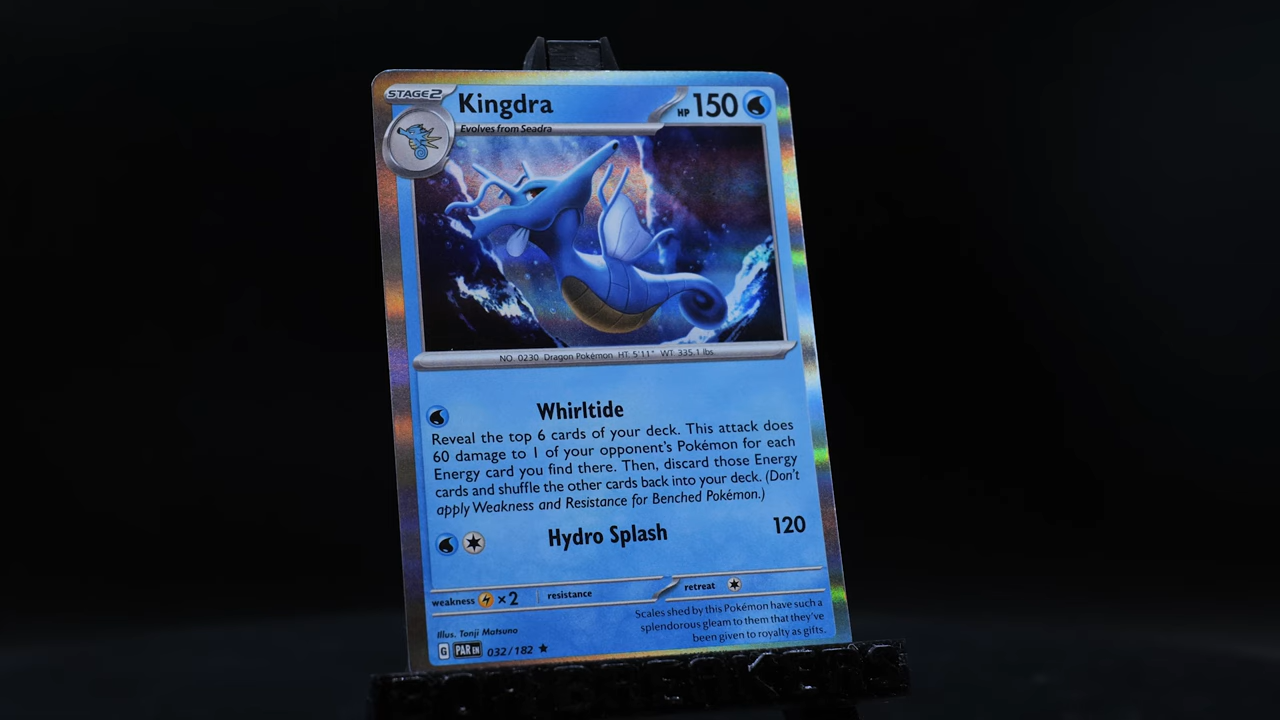 STAGE2 Kingdra HP 150
Evolves from Seadra
NO. 0230 Dragon Pokémon HT. 5'11" WT. 335.1 lbs.
Whirltide
Reveal the top 6 cards of your deck. This attack does
60 damage to 1 of your opponent's Pokémon for each
Energy card you find there. Then, discard those Energy
cards and shuffle the other cards back into your deck. (Don't
apply Weakness and Resistance for Benched Pokémon.)
Hydro Splash 120
weakness ×2 resistance retreat
Scales shed by this Pokémon have such a
splendorous gleam to them that they've
been given to royalty as gifts.
Illus. Tonji Matsuno
G PAR EN 032/182